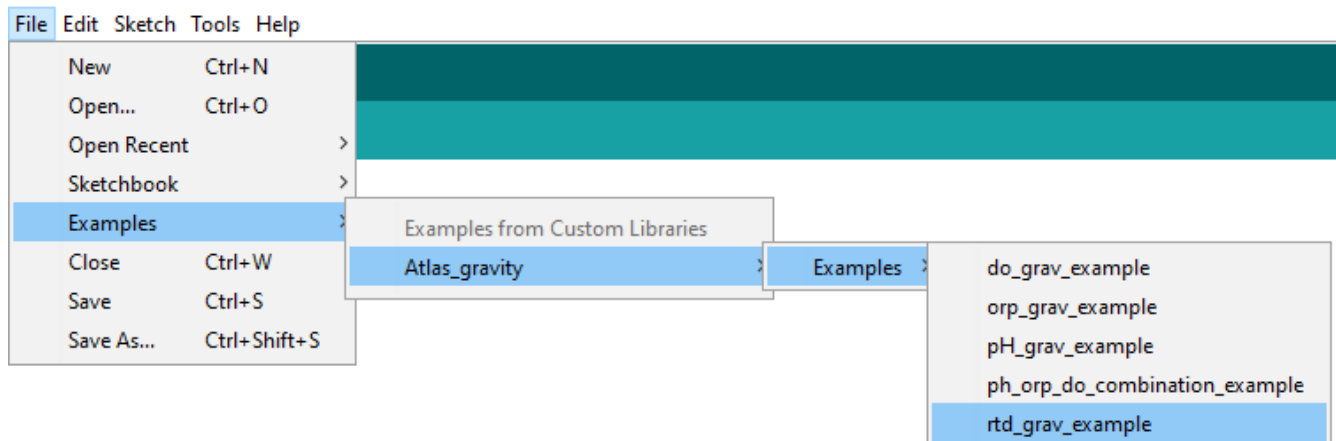 File Edit Sketch Tools Help
New Ctrl+N
Open... Ctrl+O
Open Recent
Sketchbook
Examples
Close Ctrl+W
Save Ctrl+S
Save As... Ctrl+Shift+S
Examples from Custom Libraries
Atlas_gravity
Examples
do_grav_example
orp_grav_example
pH_grav_example
ph_orp_do_combination_example
rtd_grav_example